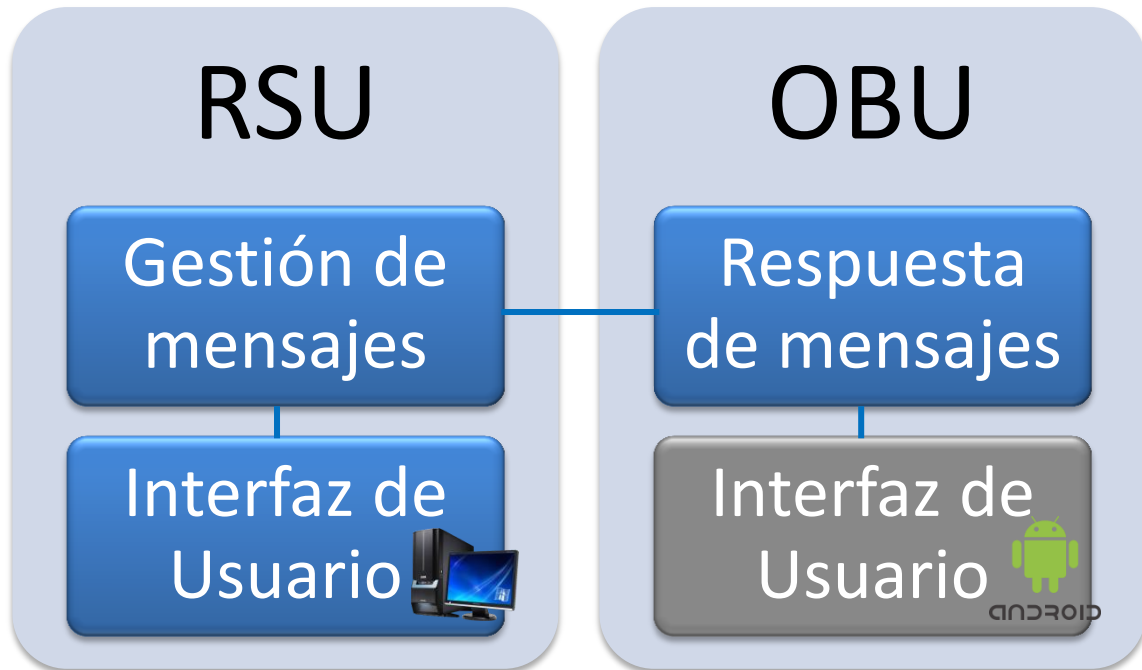 RSU
Gestión de
mensajes
Interfaz de
Usuario
OBU
Respuesta
de mensajes
Interfaz de
Usuario
ANDROID